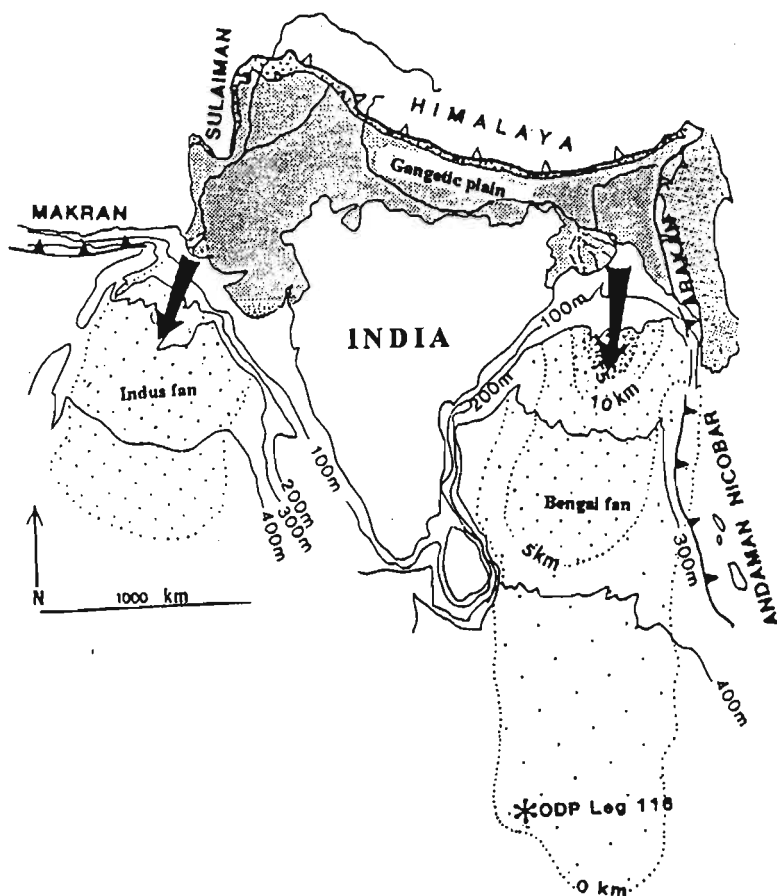 SULAIMAN
HIMALAYA
Gangetic plain
MAKRAN
ARAKAN
INDIA
100m
200m
10 km
Indus fan
100m
200m
300m
400m
Bengal fan
5km
300m
ANDAMAN NICOBAR
N
1000 km
400m
ODP Leg 116
0 km